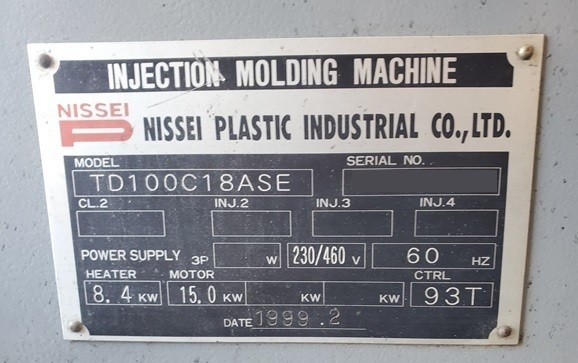 INJECTION MOLDING MACHINE
NISSEI
NISSEI PLASTIC INDUSTRIAL CO., LTD.
MODEL SERIAL NO.
TD100C18ASE
CL.2 INJ.2 INJ.3 INJ.4
POWER SUPPLY 3P W 230/460 V 60 HZ
HEATER MOTOR CTRL
8.4 KW 15.0 KW KW KW 93T
DATE 1999.2